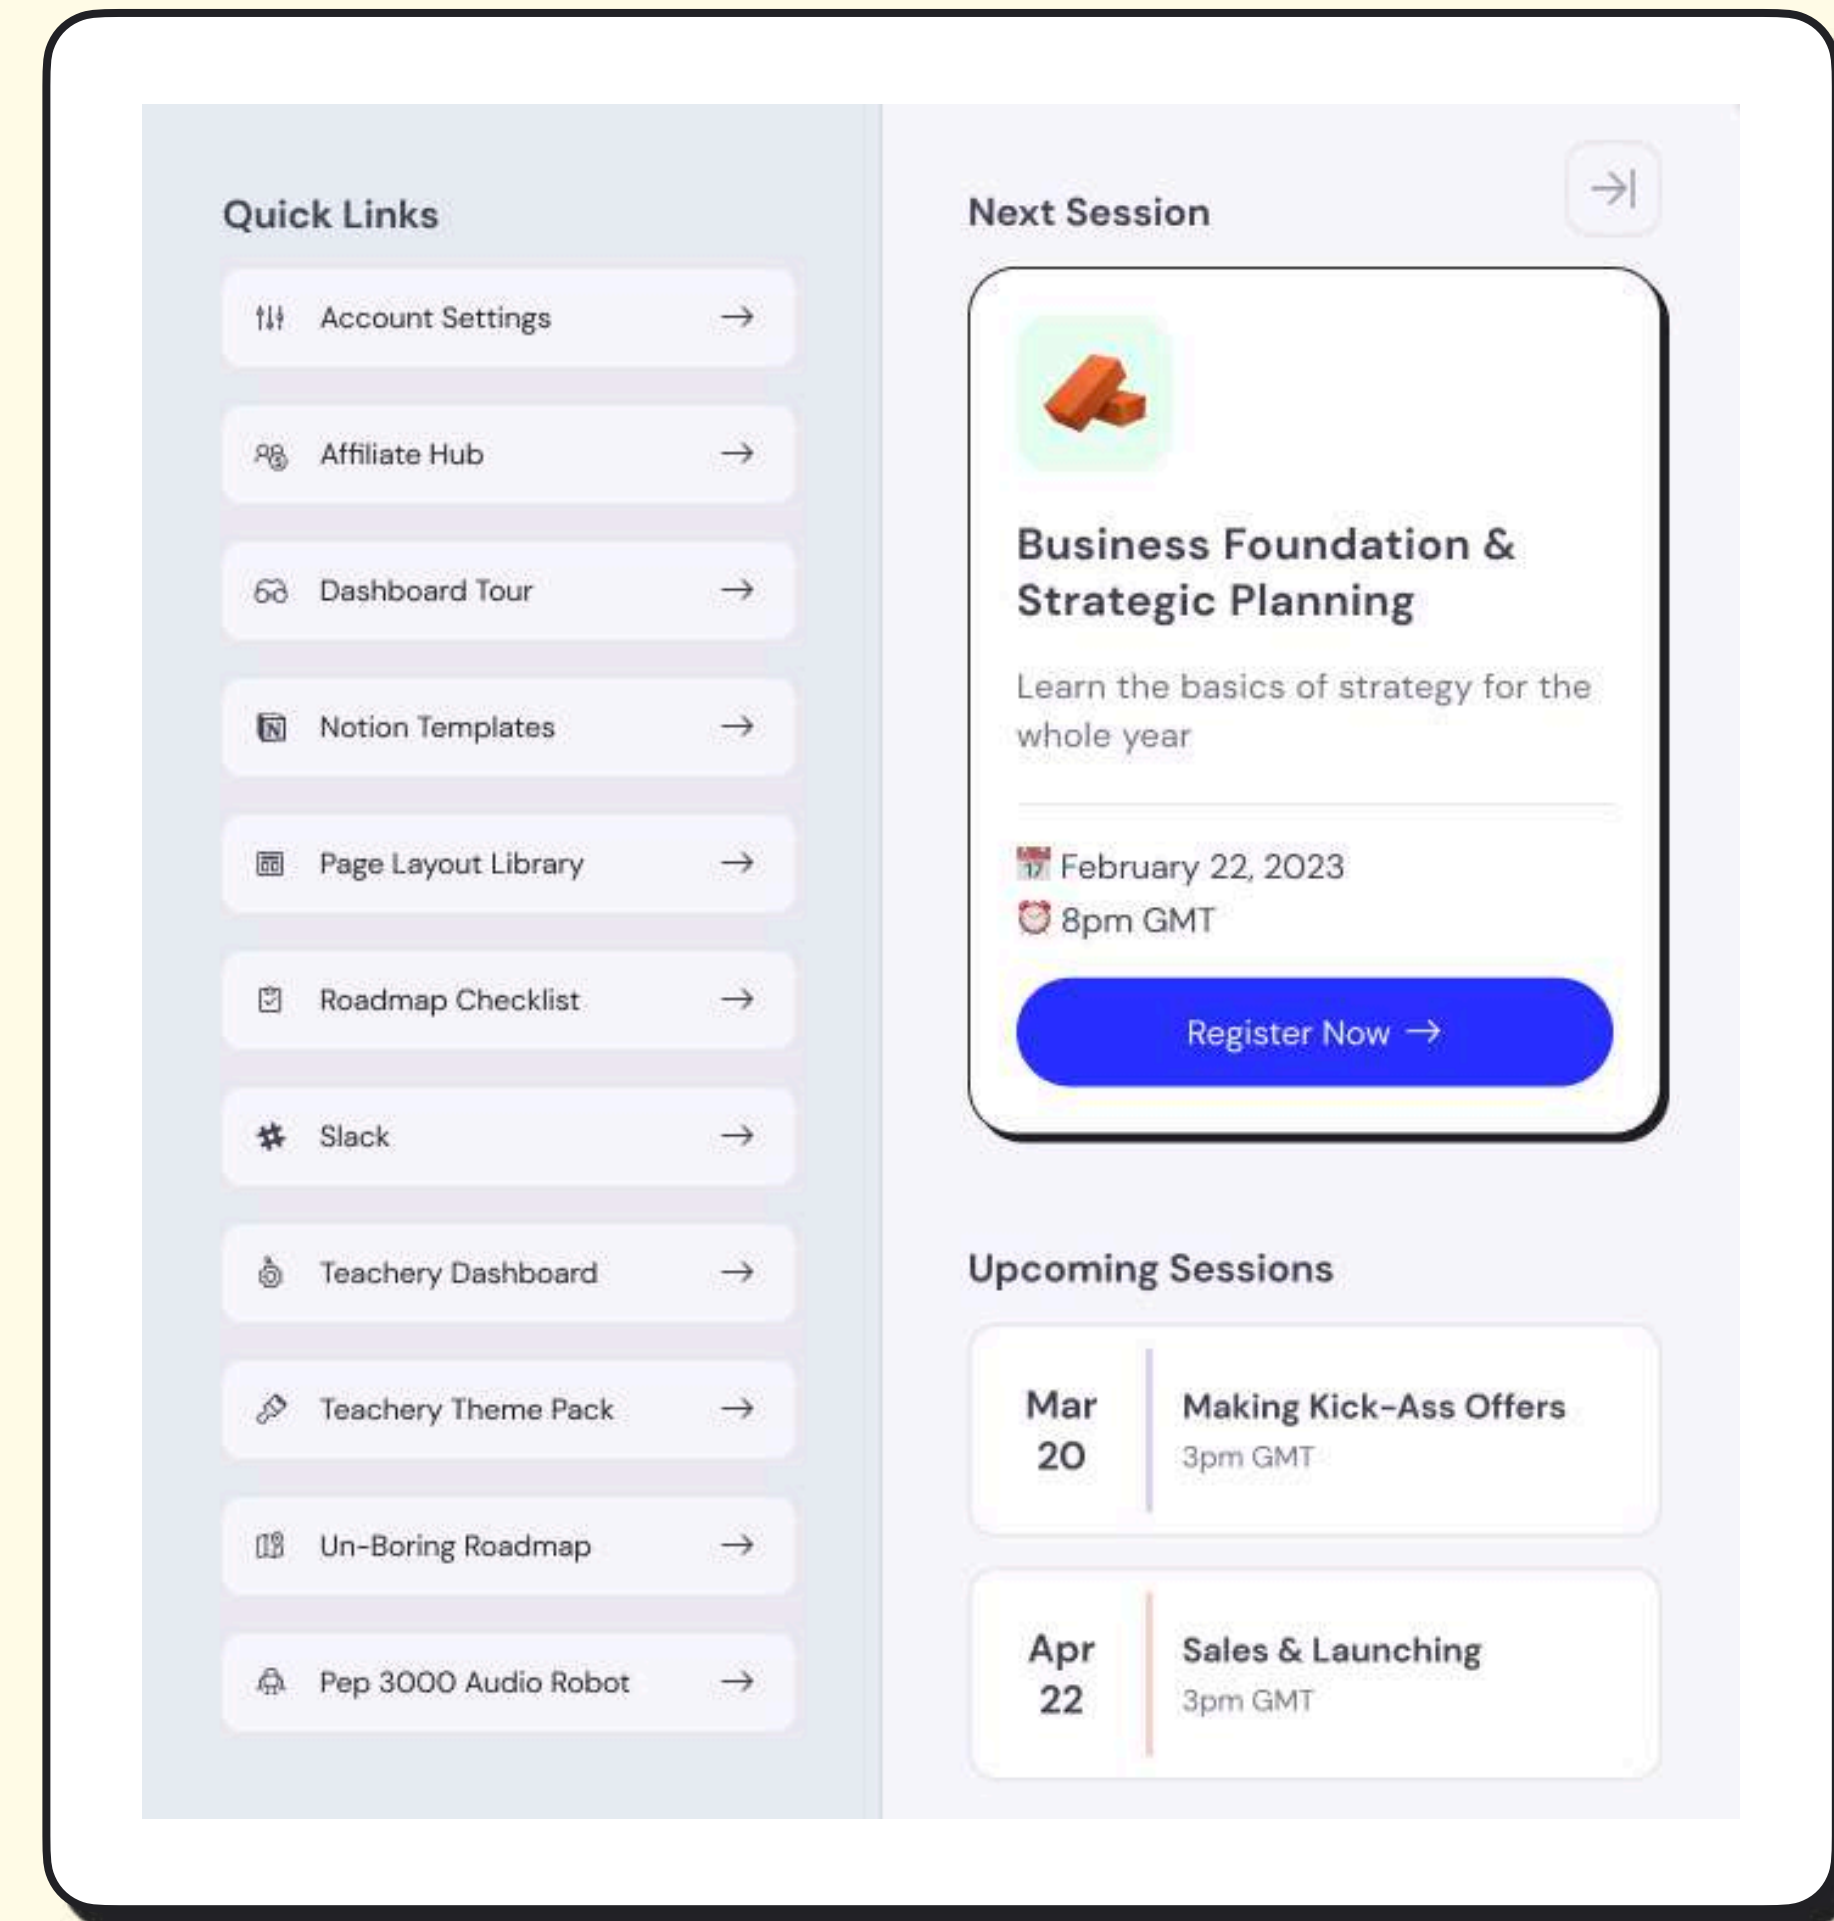 Quick Links
Account Settings
Affiliate Hub
Dashboard Tour
Notion Templates
Page Layout Library
Roadmap Checklist
Slack
Teachery Dashboard
Teachery Theme Pack
Un-Boring Roadmap
Pep 3000 Audio Robot
Next Session
Business Foundation &
Strategic Planning
Learn the basics of strategy for the
whole year
17
February 22, 2023
8pm GMT
Register Now
Upcoming Sessions
Mar
20
Making Kick-Ass Offers
3pm GMT
Apr
22
Sales & Launching
3pm GMT